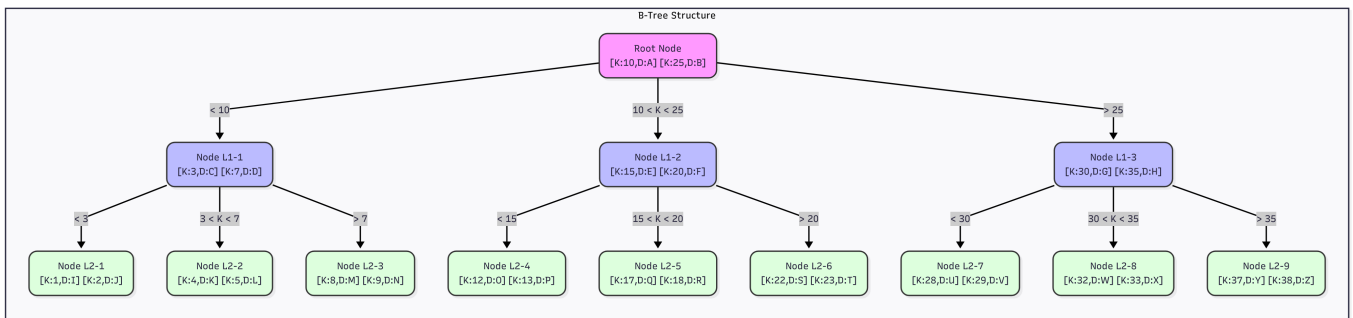 B-Tree Structure
Root Node
[K:10,D:A] [K:25,D:B]
< 10
10 < K < 25
> 25
Node L1-1
[K:3,D:C] [K:7,D:D]
Node L1-2
[K:15,D:E] [K:20,D:F]
Node L1-3
[K:30,D:G] [K:35,D:H]
< 3
3 < K < 7
> 7
< 15
15 < K < 20
> 20
< 30
30 < K < 35
> 35
Node L2-1
[K:1,D:I] [K:2,D:J]
Node L2-2
[K:4,D:K] [K:5,D:L]
Node L2-3
[K:8,D:M] [K:9,D:N]
Node L2-4
[K:12,D:O] [K:13,D:P]
Node L2-5
[K:17,D:Q] [K:18,D:R]
Node L2-6
[K:22,D:S] [K:23,D:T]
Node L2-7
[K:28,D:U] [K:29,D:V]
Node L2-8
[K:32,D:W] [K:33,D:X]
Node L2-9
[K:37,D:Y] [K:38,D:Z]